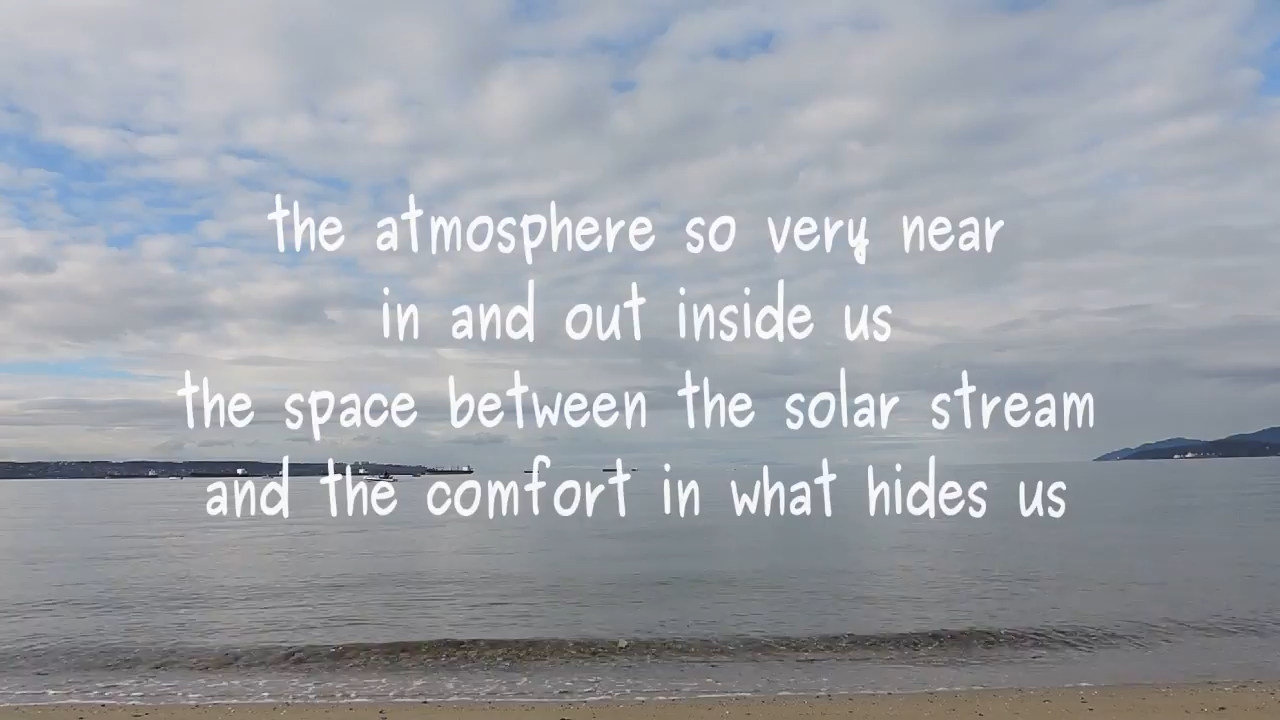 the atmosphere so very near
in and out inside us
the space between the solar stream
and the comfort in what hides us